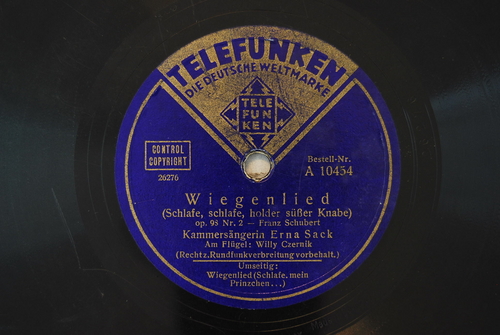 TELEFUNKEN
DIE DEUTSCHE WELTMARKE
TELE
FUN
KEN
CONTROL
COPYRIGHT
26276
Bestell-Nr.
A 10454
Wiegenlied
(Schlafe, schlafe, holder süßer Knabe)
op. 98 Nr. 2 – Franz Schubert
Kammersängerin Erna Sack
Am Flügel: Willy Czernik
(Rechtz. Rundfunkverbreitung vorbehalt.)
Umseitig:
Wiegenlied (Schlafe, mein
Prinzchen...)